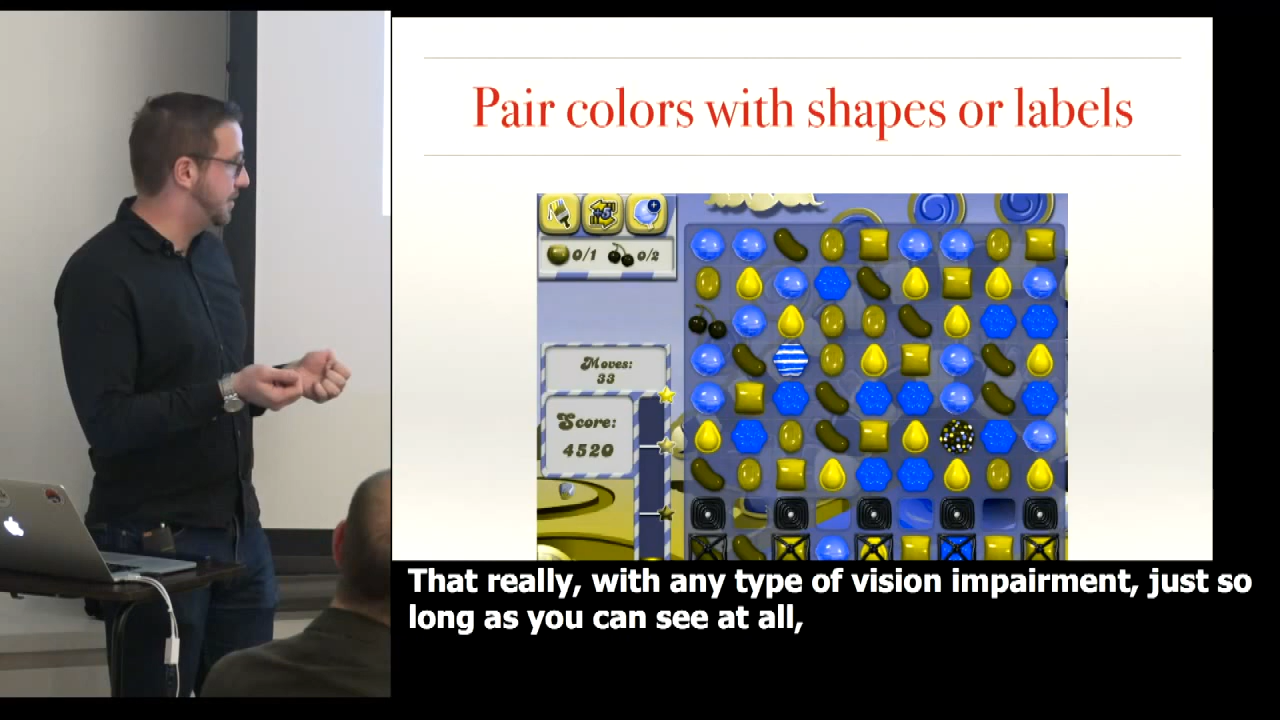 Pair colors with shapes or labels
+5
0/1
0/2
Moves:
33
Score:
4520
That really, with any type of vision impairment, just so
long as you can see at all,